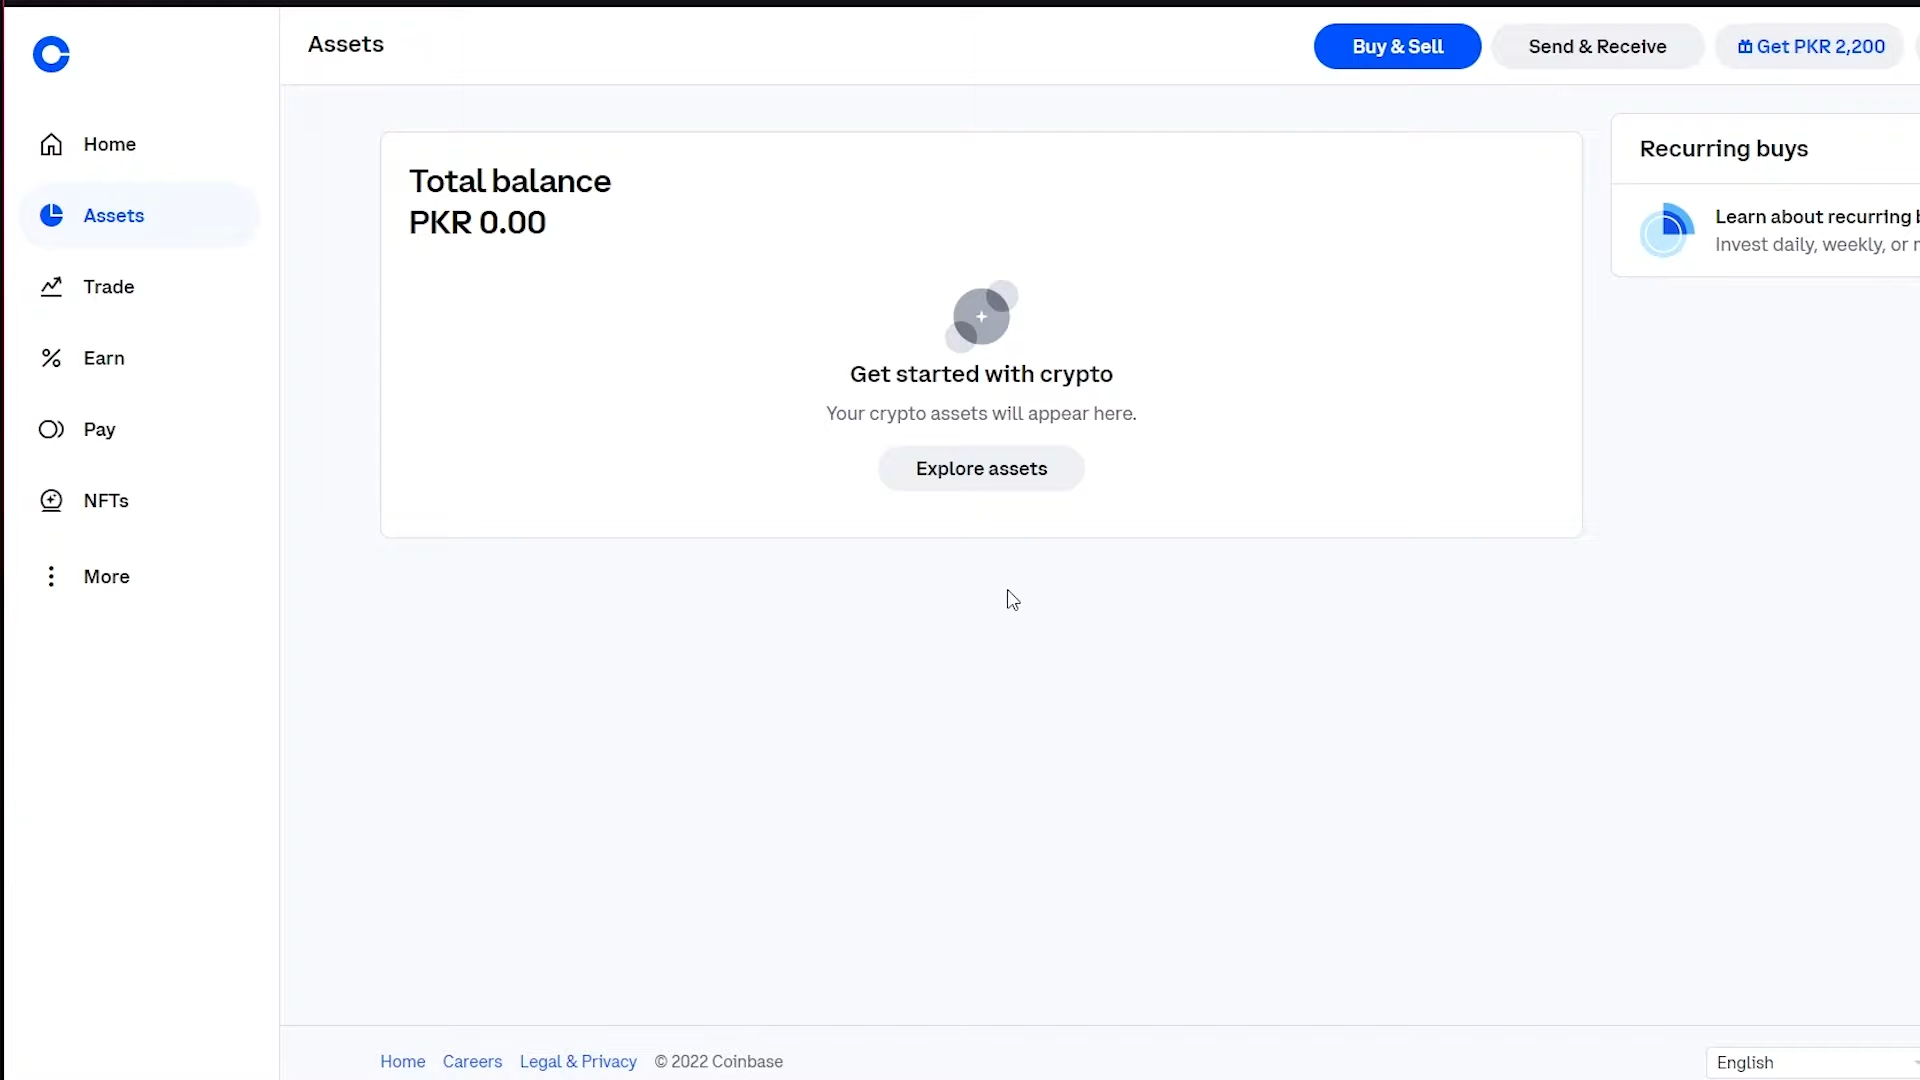 Assets
Buy & Sell
Send & Receive
Get PKR 2,200
Home
Assets
Trade
Earn
Pay
NFTs
More
Total balance
PKR 0.00
Get started with crypto
Your crypto assets will appear here.
Explore assets
Recurring buys
Learn about recurring
Invest daily, weekly, or
Home Careers Legal & Privacy © 2022 Coinbase
English